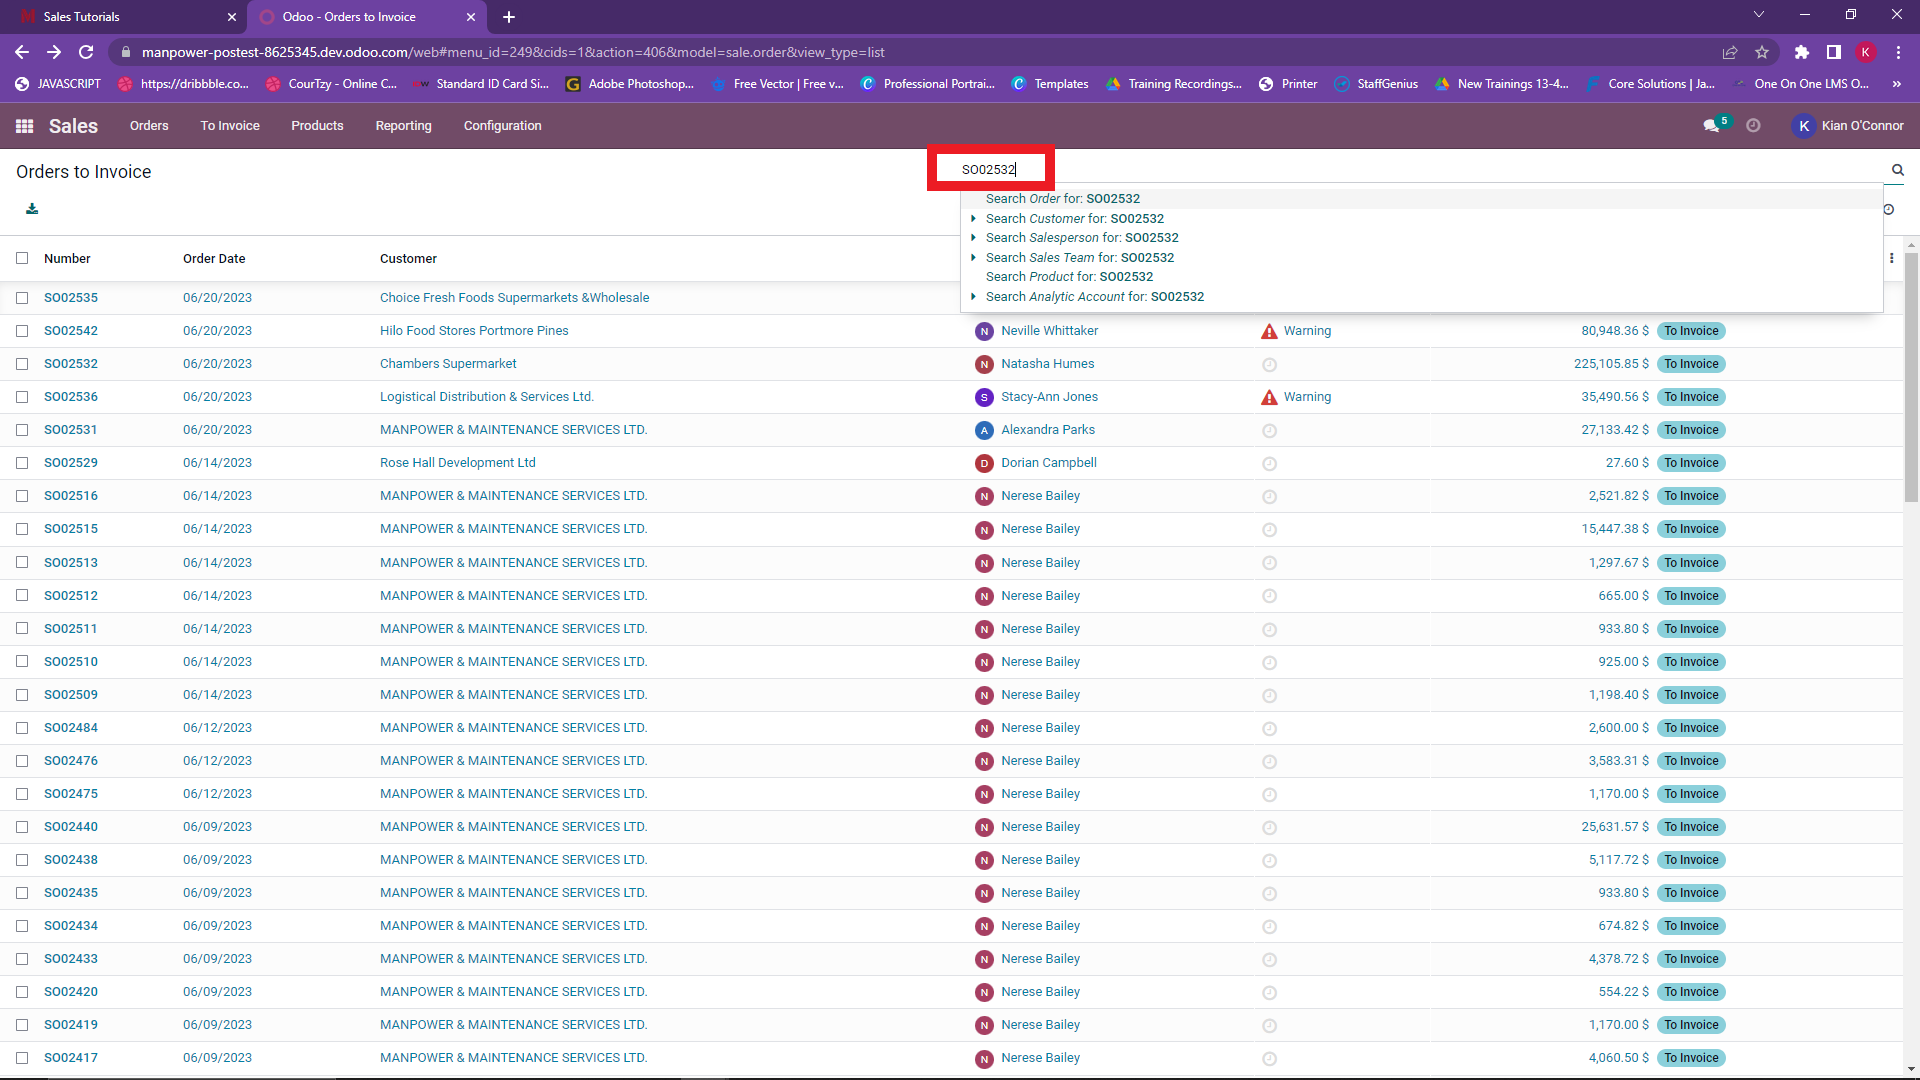 Sales Tutorials
Odoo - Orders to Invoice
manpower-postest-8625345.dev.odoo.com/web#menu_id=249&cids=1&action=406&model=sale.order&view_type=list
K
JAVASCRIPT https://dribbble.co... CourTzy - Online C... Standard ID Card Si... Adobe Photoshop... Free Vector | Free v... Professional Portrai... Templates Training Recordings... Printer StaffGenius New Trainings 13-4... Core Solutions | Ja... One On One LMS O... »
Sales Orders To Invoice Products Reporting Configuration 5 K Kian O'Connor
Orders to Invoice
SO02532
Search Order for: SO02532
Search Customer for: SO02532
Search Salesperson for: SO02532
Search Sales Team for: SO02532
Search Product for: SO02532
Search Analytic Account for: SO02532
Number Order Date Customer
SO02535 06/20/2023 Choice Fresh Foods Supermarkets &Wholesale
SO02542 06/20/2023 Hilo Food Stores Portmore Pines N Neville Whittaker Warning 80,948.36 $ To Invoice
SO02532 06/20/2023 Chambers Supermarket N Natasha Humes 225,105.85 $ To Invoice
SO02536 06/20/2023 Logistical Distribution & Services Ltd. S Stacy-Ann Jones Warning 35,490.56 $ To Invoice
SO02531 06/20/2023 MANPOWER & MAINTENANCE SERVICES LTD. A Alexandra Parks 27,133.42 $ To Invoice
SO02529 06/14/2023 Rose Hall Development Ltd D Dorian Campbell 27.60 $ To Invoice
SO02516 06/14/2023 MANPOWER & MAINTENANCE SERVICES LTD. N Nerese Bailey 2,521.82 $ To Invoice
SO02515 06/14/2023 MANPOWER & MAINTENANCE SERVICES LTD. N Nerese Bailey 15,447.38 $ To Invoice
SO02513 06/14/2023 MANPOWER & MAINTENANCE SERVICES LTD. N Nerese Bailey 1,297.67 $ To Invoice
SO02512 06/14/2023 MANPOWER & MAINTENANCE SERVICES LTD. N Nerese Bailey 665.00 $ To Invoice
SO02511 06/14/2023 MANPOWER & MAINTENANCE SERVICES LTD. N Nerese Bailey 933.80 $ To Invoice
SO02510 06/14/2023 MANPOWER & MAINTENANCE SERVICES LTD. N Nerese Bailey 925.00 $ To Invoice
SO02509 06/14/2023 MANPOWER & MAINTENANCE SERVICES LTD. N Nerese Bailey 1,198.40 $ To Invoice
SO02484 06/12/2023 MANPOWER & MAINTENANCE SERVICES LTD. N Nerese Bailey 2,600.00 $ To Invoice
SO02476 06/12/2023 MANPOWER & MAINTENANCE SERVICES LTD. N Nerese Bailey 3,583.31 $ To Invoice
SO02475 06/12/2023 MANPOWER & MAINTENANCE SERVICES LTD. N Nerese Bailey 1,170.00 $ To Invoice
SO02440 06/09/2023 MANPOWER & MAINTENANCE SERVICES LTD. N Nerese Bailey 25,631.57 $ To Invoice
SO02438 06/09/2023 MANPOWER & MAINTENANCE SERVICES LTD. N Nerese Bailey 5,117.72 $ To Invoice
SO02435 06/09/2023 MANPOWER & MAINTENANCE SERVICES LTD. N Nerese Bailey 933.80 $ To Invoice
SO02434 06/09/2023 MANPOWER & MAINTENANCE SERVICES LTD. N Nerese Bailey 674.82 $ To Invoice
SO02433 06/09/2023 MANPOWER & MAINTENANCE SERVICES LTD. N Nerese Bailey 4,378.72 $ To Invoice
SO02420 06/09/2023 MANPOWER & MAINTENANCE SERVICES LTD. N Nerese Bailey 554.22 $ To Invoice
SO02419 06/09/2023 MANPOWER & MAINTENANCE SERVICES LTD. N Nerese Bailey 1,170.00 $ To Invoice
SO02417 06/09/2023 MANPOWER & MAINTENANCE SERVICES LTD. N Nerese Bailey 4,060.50 $ To Invoice